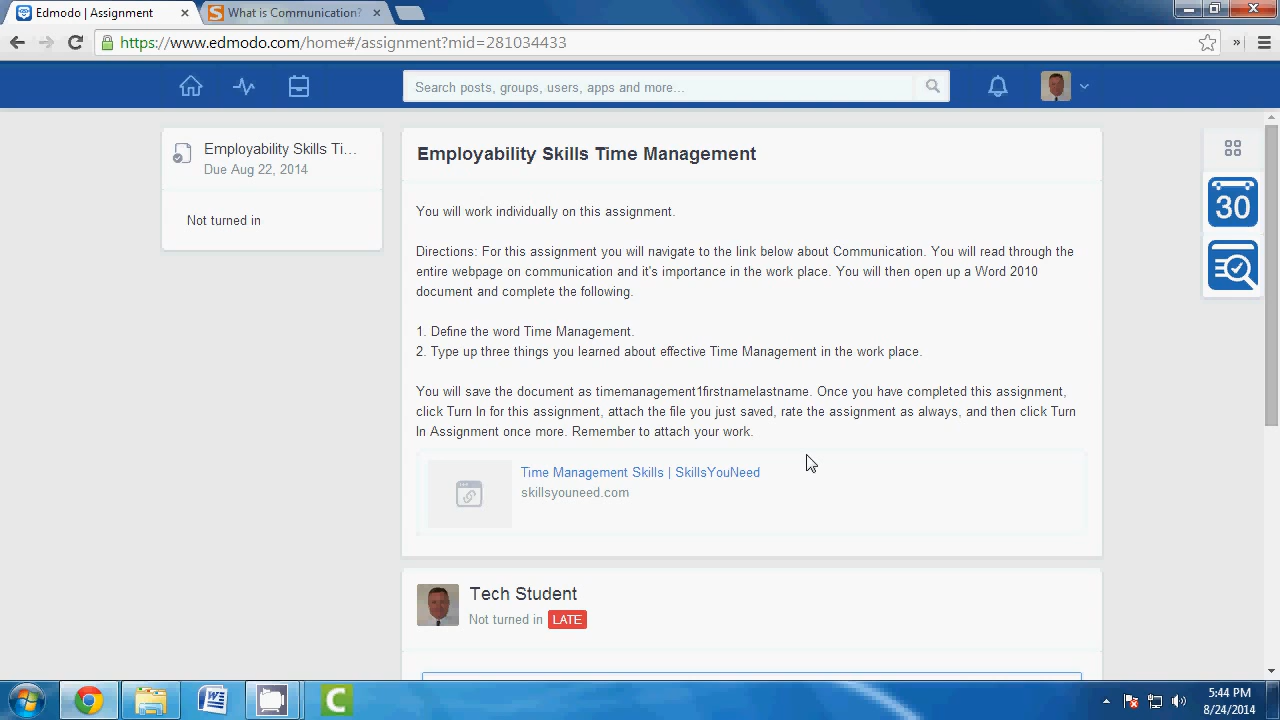 Edmodo | Assignment
What is Communication?
https://www.edmodo.com/home#/assignment?mid=281034433
Search posts, groups, users, apps and more...
Employability Skills Ti...
Due Aug 22, 2014
Not turned in
Employability Skills Time Management
You will work individually on this assignment.
Directions: For this assignment you will navigate to the link below about Communication. You will read through the
entire webpage on communication and it's importance in the work place. You will then open up a Word 2010
document and complete the following.
1. Define the word Time Management.
2. Type up three things you learned about effective Time Management in the work place.
You will save the document as timemanagement1firstnamelastname. Once you have completed this assignment,
click Turn In for this assignment, attach the file you just saved, rate the assignment as always, and then click Turn
In Assignment once more. Remember to attach your work.
Time Management Skills | SkillsYouNeed
skillsyouneed.com
30
Tech Student
Not turned in LATE
5:44 PM
8/24/2014